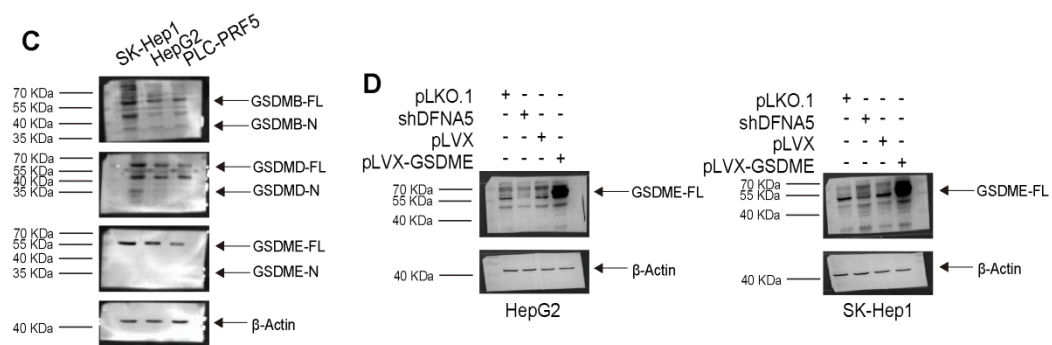 C
SK-Hep1 HepG2 PLC-PRF5
70 KDa
55 KDa
40 KDa
35 KDa
GSDMB-FL
GSDMB-N
70 KDa
55 KDa
40 KDa
35 KDa
GSDMD-FL
GSDMD-N
70 KDa
55 KDa
40 KDa
35 KDa
GSDME-FL
GSDME-N
40 KDa
β-Actin
D
pLKO.1 + - - -
shDFNA5 - + - -
pLVX - - + -
pLVX-GSDME - - - +
70 KDa
55 KDa
40 KDa
GSDME-FL
40 KDa
β-Actin
HepG2
pLKO.1 + - - -
shDFNA5 - + - -
pLVX - - + -
pLVX-GSDME - - - +
70 KDa
55 KDa
40 KDa
GSDME-FL
40 KDa
β-Actin
SK-Hep1